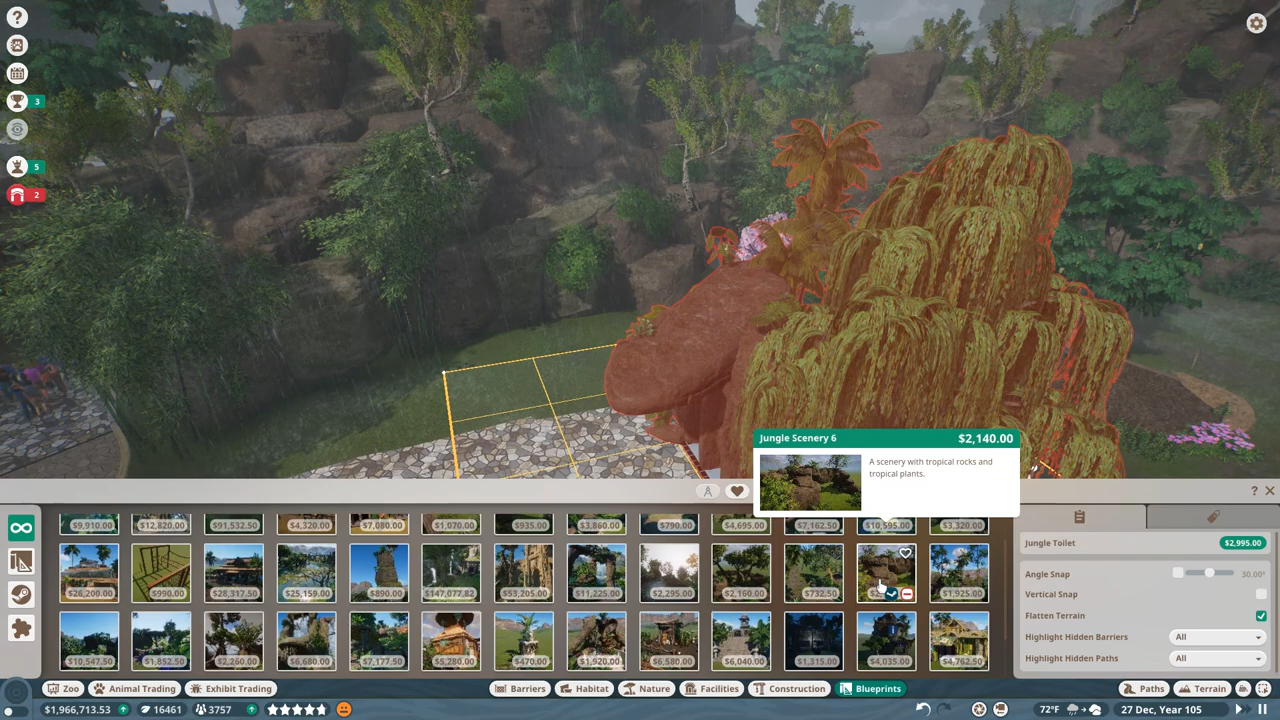 ?
3
5
2
Jungle Scenery 6 $2,140.00
A scenery with tropical rocks and
tropical plants.
? X
$9,910.00 $12,820.00 $91,532.50 $4,320.00 $7,080.00 $1,070.00 $935.00 $3,860.00 $790.00 $4,695.00 $7,162.50 $10,595.00 $3,320.00
$26,200.00 $990.00 $28,317.50 $25,159.00 $890.00 $147,077.82 $53,205.00 $11,225.00 $2,295.00 $2,160.00 $732.50 $1,925.00
$10,547.50 $1,852.50 $2,260.00 $6,680.00 $7,177.50 $5,280.00 $470.00 $1,920.00 $6,580.00 $6,040.00 $1,315.00 $4,035.00 $4,762.50
Jungle Toilet $2,995.00
Angle Snap 30.00°
Vertical Snap
Flatten Terrain
Highlight Hidden Barriers All
Highlight Hidden Paths All
Zoo Animal Trading Exhibit Trading Barriers Habitat Nature Facilities Construction Blueprints Paths Terrain
$1,966,713.53 16461 3757 72°F 27 Dec, Year 105